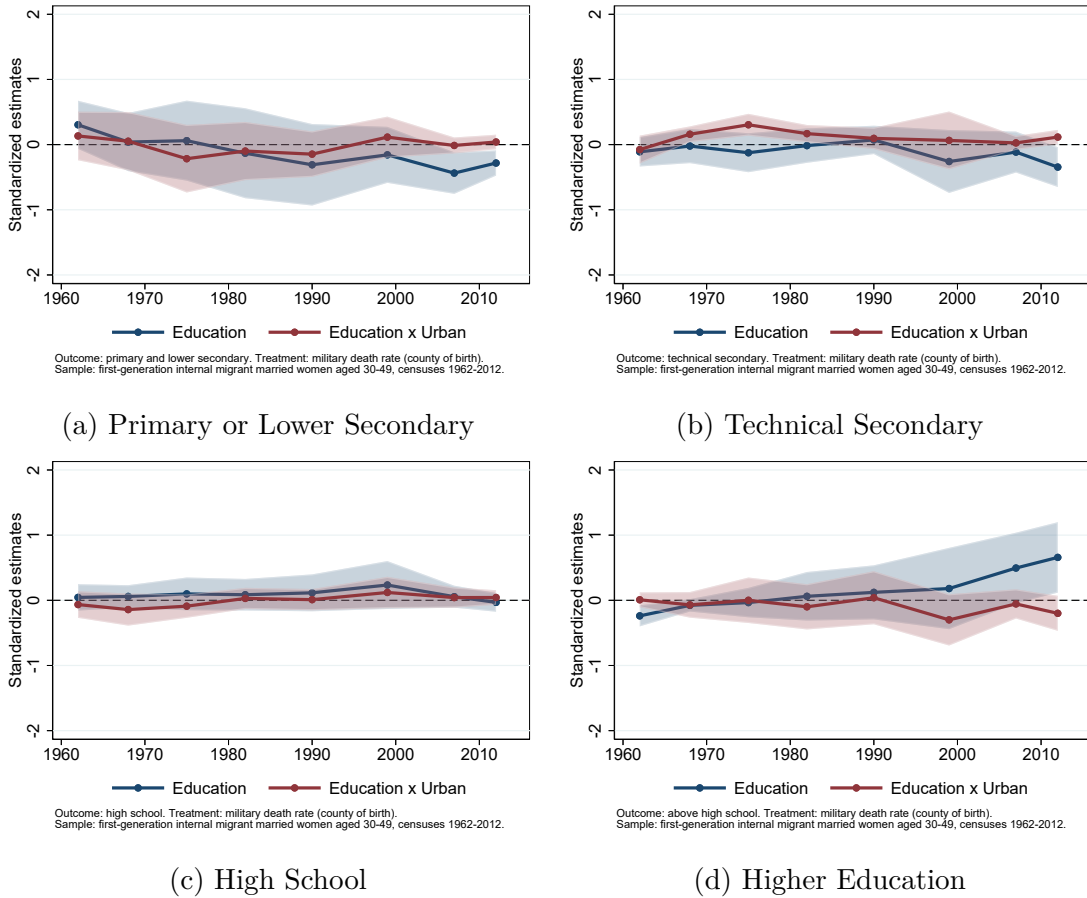 2
1
0
-1
-2
Standardized estimates
1960 1970 1980 1990 2000 2010
Education Education x Urban
Outcome: primary and lower secondary. Treatment: military death rate (county of birth).
Sample: first-generation internal migrant married women aged 30-49, censuses 1962-2012.
(a) Primary or Lower Secondary
2
1
0
-1
-2
Standardized estimates
1960 1970 1980 1990 2000 2010
Education Education x Urban
Outcome: technical secondary. Treatment: military death rate (county of birth).
Sample: first-generation internal migrant married women aged 30-49, censuses 1962-2012.
(b) Technical Secondary
2
1
0
-1
-2
Standardized estimates
1960 1970 1980 1990 2000 2010
Education Education x Urban
Outcome: high school. Treatment: military death rate (county of birth).
Sample: first-generation internal migrant married women aged 30-49, censuses 1962-2012.
(c) High School
2
1
0
-1
-2
Standardized estimates
1960 1970 1980 1990 2000 2010
Education Education x Urban
Outcome: above high school. Treatment: military death rate (county of birth).
Sample: first-generation internal migrant married women aged 30-49, censuses 1962-2012.
(d) Higher Education